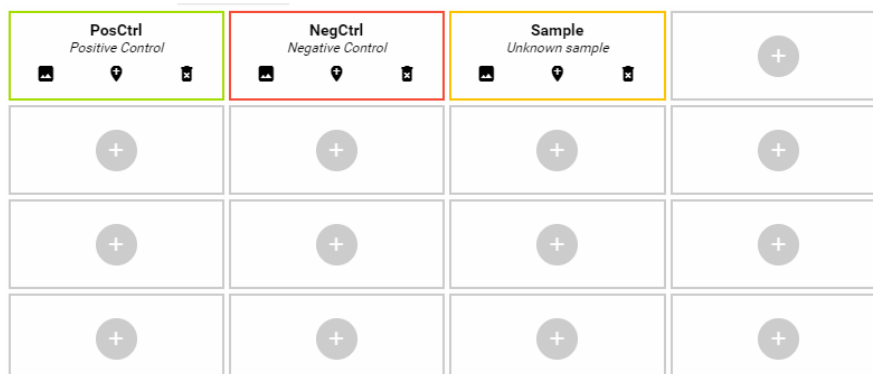 PosCtrl
Positive Control
NegCtrl
Negative Control
Sample
Unknown sample